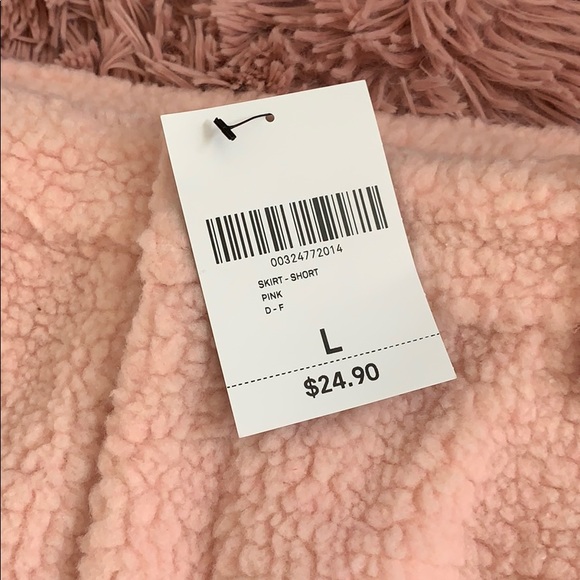 00324772014
SKIRT - SHORT
PINK
D - F
L
$24.90